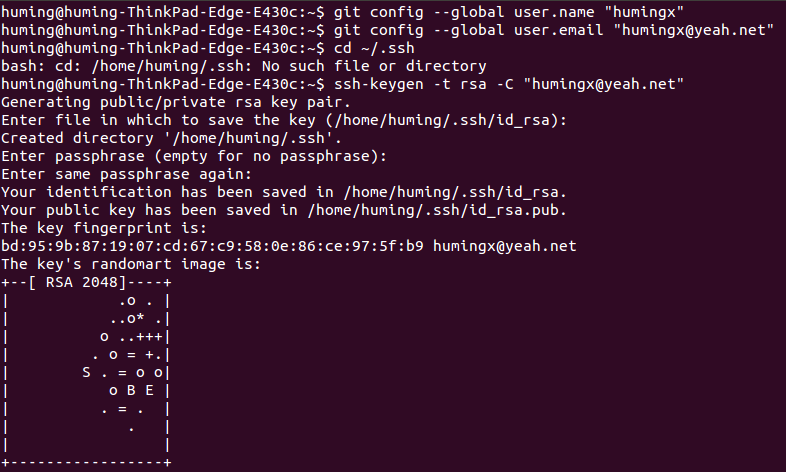 huming@huming-ThinkPad-Edge-E430c:~$ git config --global user.name "humingx"
huming@huming-ThinkPad-Edge-E430c:~$ git config --global user.email "humingx@yeah.net"
huming@huming-ThinkPad-Edge-E430c:~$ cd ~/.ssh
bash: cd: /home/huming/.ssh: No such file or directory
huming@huming-ThinkPad-Edge-E430c:~$ ssh-keygen -t rsa -C "humingx@yeah.net"
Generating public/private rsa key pair.
Enter file in which to save the key (/home/huming/.ssh/id_rsa):
Created directory '/home/huming/.ssh'.
Enter passphrase (empty for no passphrase):
Enter same passphrase again:
Your identification has been saved in /home/huming/.ssh/id_rsa.
Your public key has been saved in /home/huming/.ssh/id_rsa.pub.
The key fingerprint is:
bd:95:9b:87:19:07:cd:67:c9:58:0e:86:ce:97:5f:b9 humingx@yeah.net
The key's randomart image is:
+--[ RSA 2048]----+
|            .o . |
|           ..o* .|
|          o ..+++|
|         . o = +.|
|        S . = o o|
|           o B E |
|          . = .  |
|             .   |
|                 |
+-----------------+